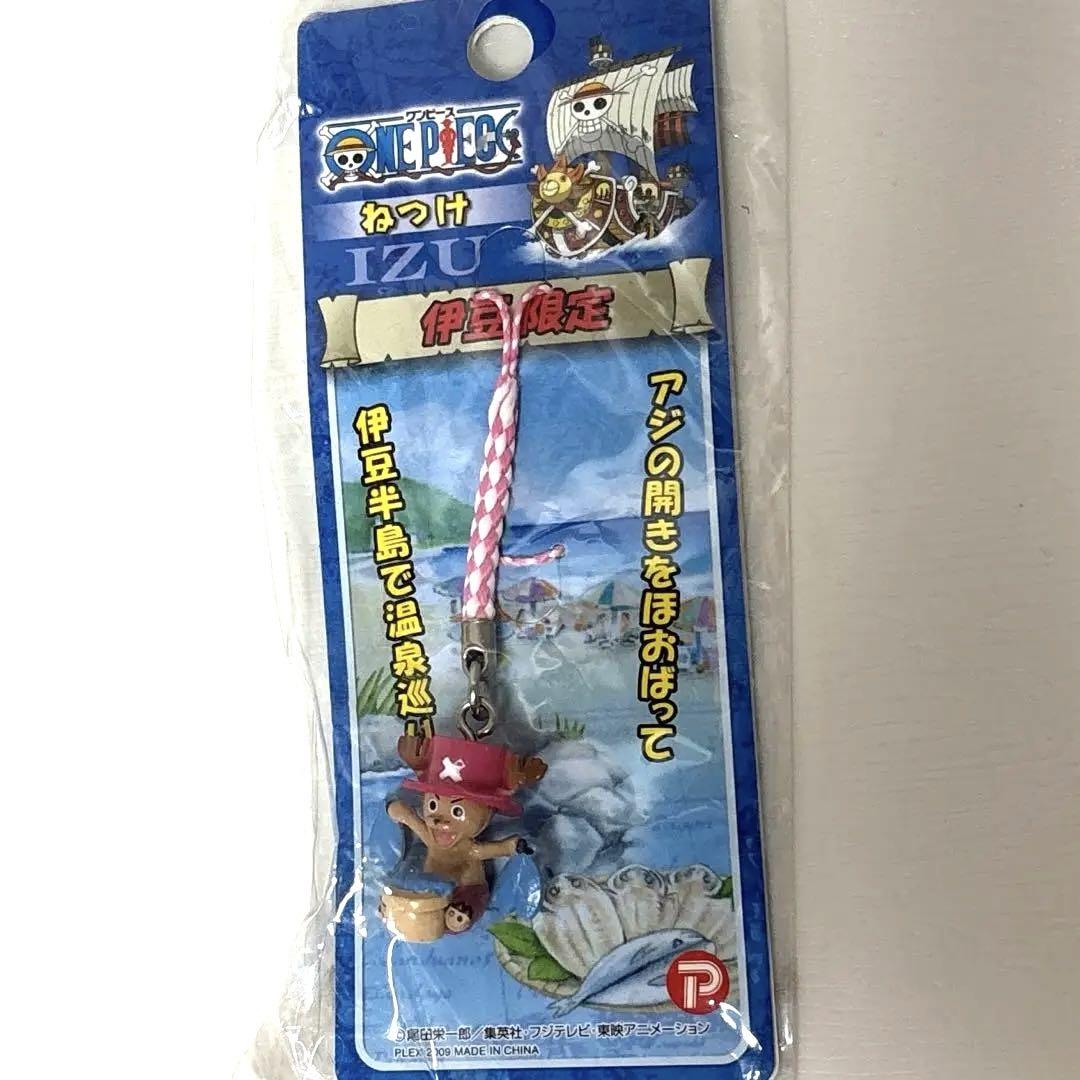 ワンピース
ONE PIECE
ねつけ
IZU
伊豆限定
アジの開きをほおばって
伊豆半島で温泉巡り
©尾田栄一郎/集英社・フジテレビ・東映アニメーション
PLEX 2009 MADE IN CHINA
P